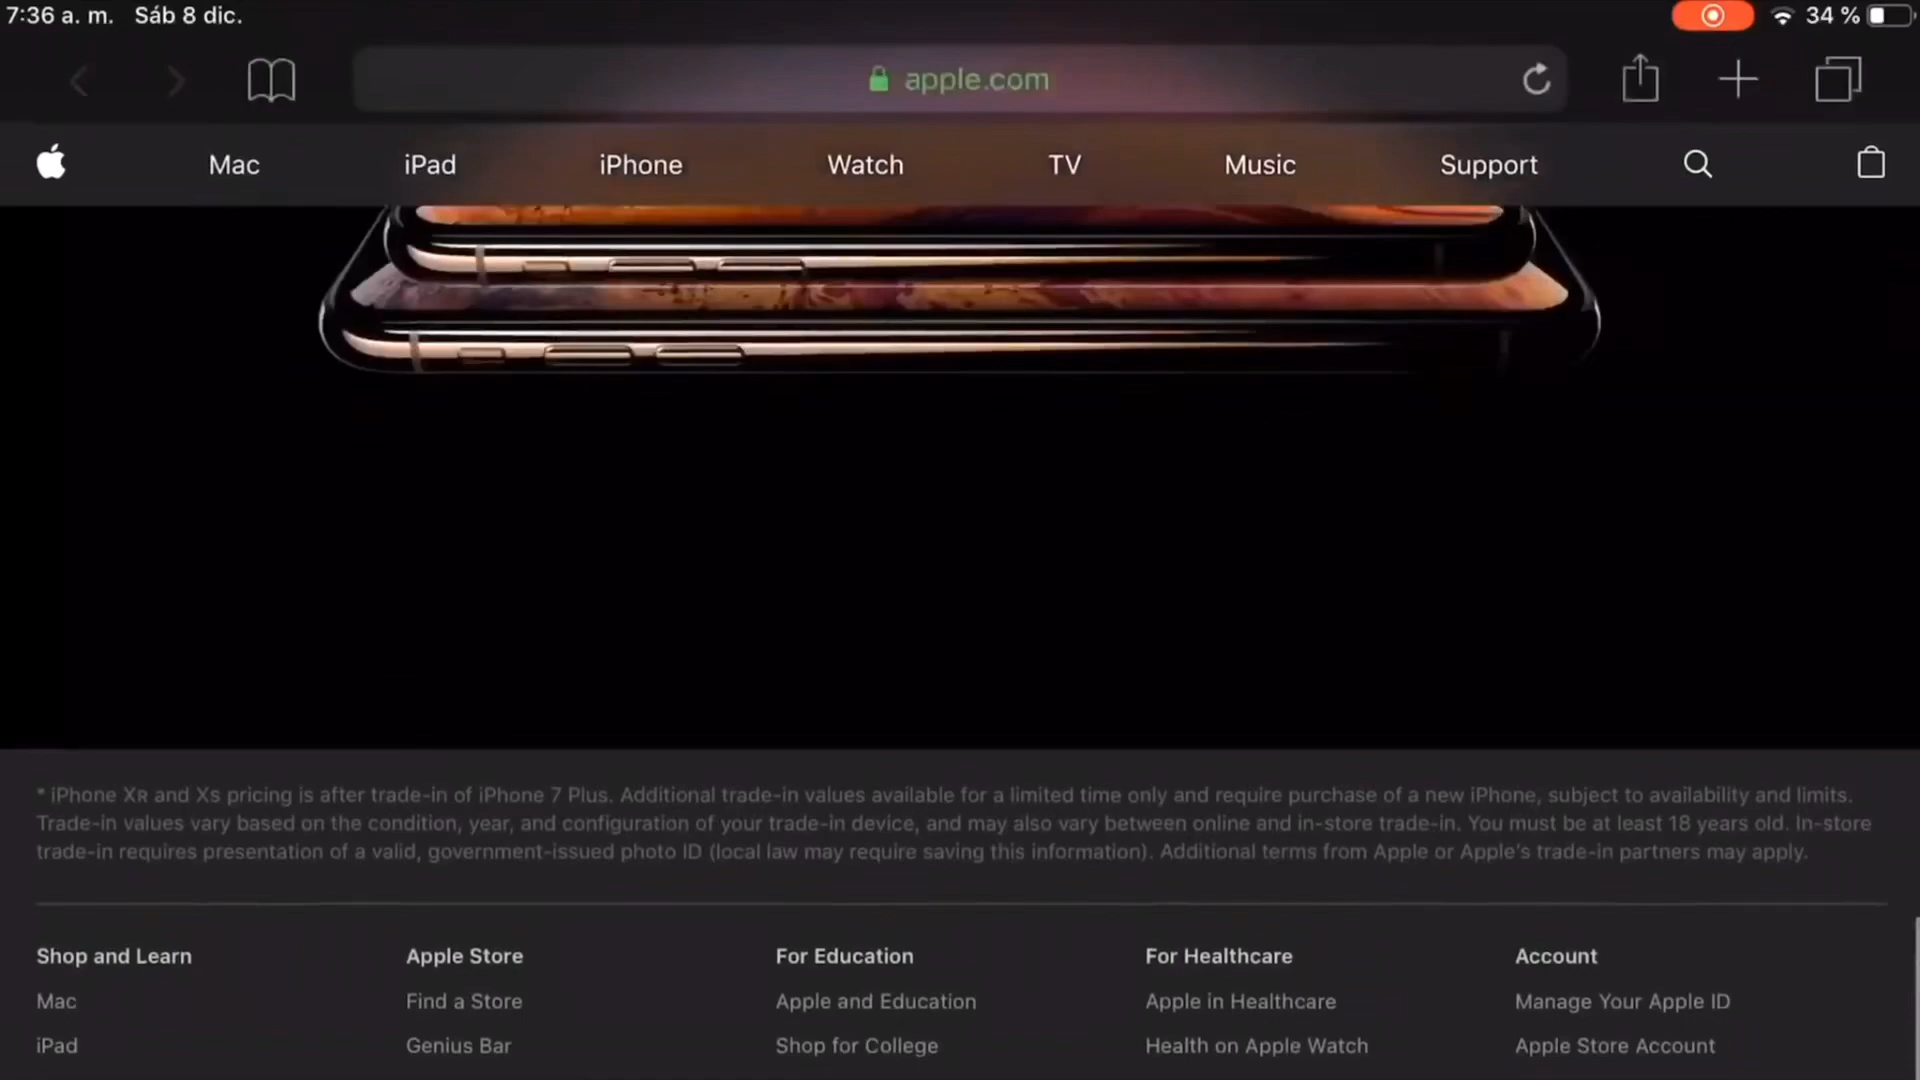 7:36 a. m. Sáb 8 dic. 34 %
apple.com
Mac iPad iPhone Watch TV Music Support
* iPhone XR and XS pricing is after trade-in of iPhone 7 Plus. Additional trade-in values available for a limited time only and require purchase of a new iPhone, subject to availability and limits.
Trade-in values vary based on the condition, year, and configuration of your trade-in device, and may also vary between online and in-store trade-in. You must be at least 18 years old. In-store
trade-in requires presentation of a valid, government-issued photo ID (local law may require saving this information). Additional terms from Apple or Apple's trade-in partners may apply.
Shop and Learn Apple Store For Education For Healthcare Account
Mac Find a Store Apple and Education Apple in Healthcare Manage Your Apple ID
iPad Genius Bar Shop for College Health on Apple Watch Apple Store Account